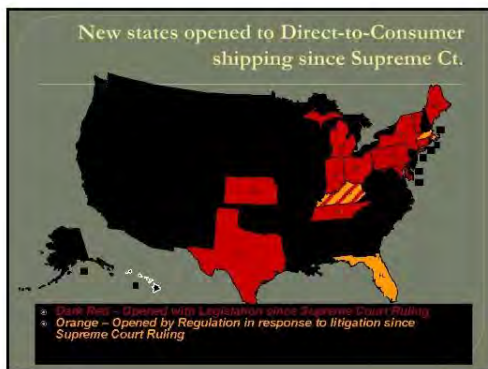 New states opened to Direct-to-Consumer
shipping since Supreme Ct.
Dark Red – Opened with Legislation since Supreme Court Ruling
Orange – Opened by Regulation in response to litigation since
Supreme Court Ruling